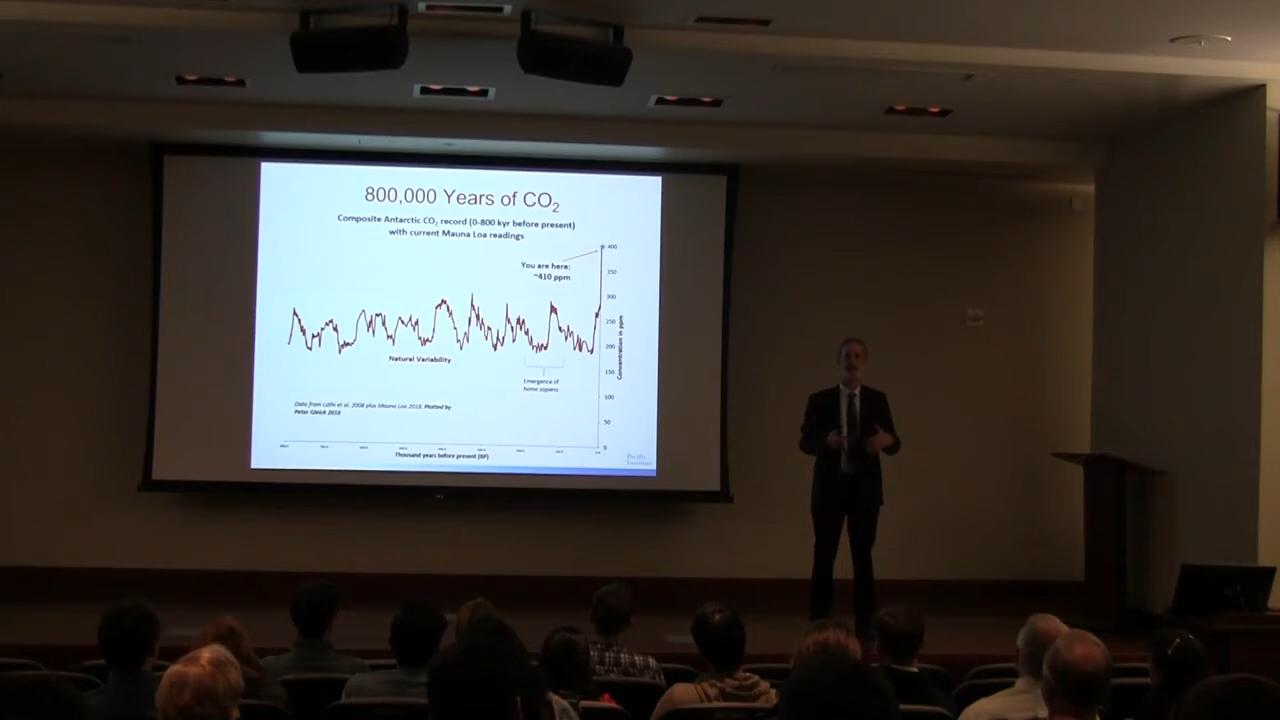 800,000 Years of CO₂
Composite Antarctic CO₂ record (0-800 kyr before present)
with current Mauna Loa readings
400
You are here:
~410 ppm
350
300
250
200
150
100
50
0
Concentration in ppm
Natural Variability
Emergence of
homo sapiens
Data from Lüthi et al. 2008 plus Mauna Loa 2018. Plotted by
Peter Gleick 2018
Thousand years before present (BP)
Pacific
Institute